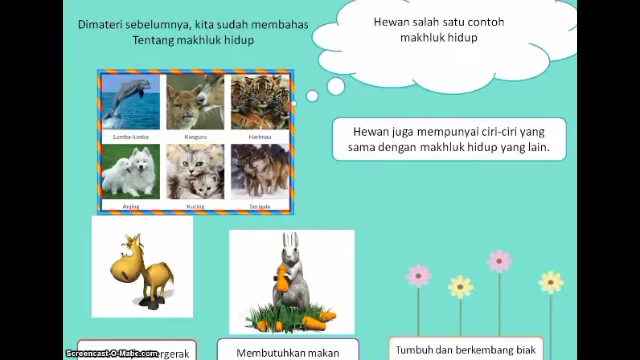 Dimateri sebelumnya, kita sudah membahas
Tentang makhluk hidup
Hewan salah satu contoh
makhluk hidup
Lumba-lumba
Kanguru
Harimau
Anjing
Kucing
Serigala
Hewan juga mempunyai ciri-ciri yang
sama dengan makhluk hidup yang lain.
ergerak
Membutuhkan makan
Tumbuh dan berkembang biak
Screencast-O-Matic.com